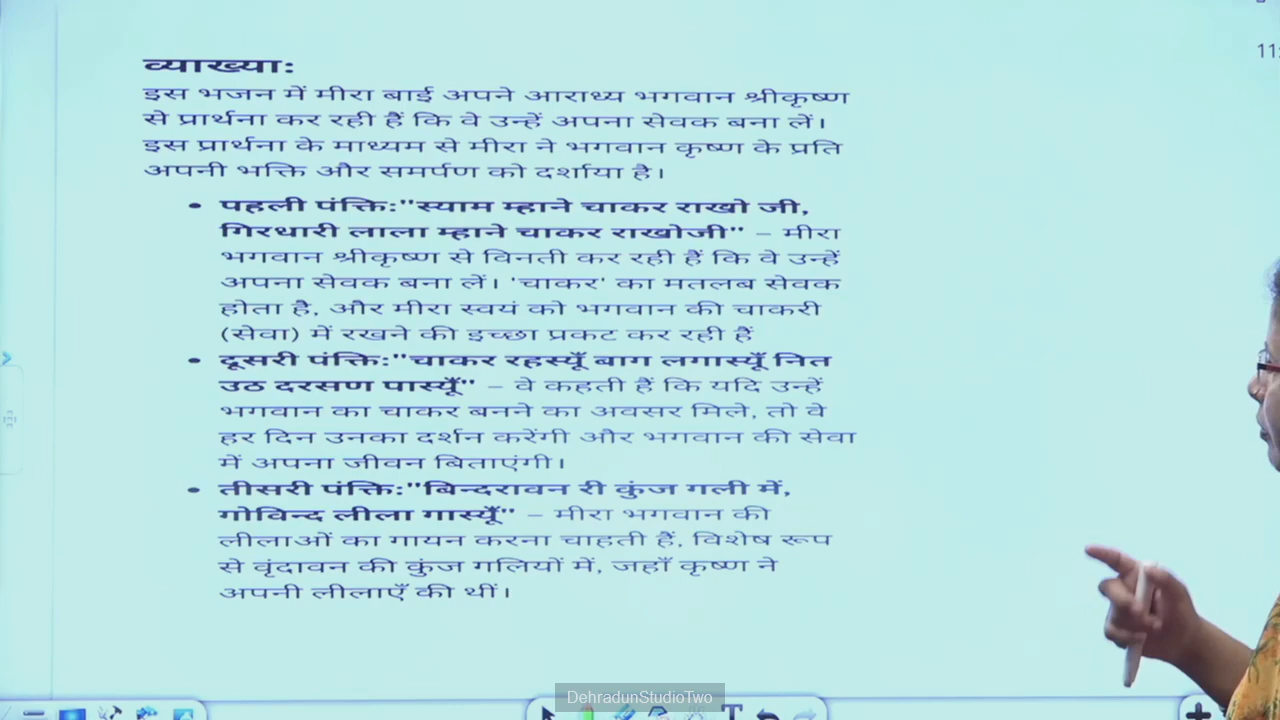 11:
व्याख्या:
इस भजन में मीरा बाई अपने आराध्य भगवान श्रीकृष्ण
से प्रार्थना कर रही हैं कि वे उन्हें अपना सेवक बना लें।
इस प्रार्थना के माध्यम से मीरा ने भगवान कृष्ण के प्रति
अपनी भक्ति और समर्पण को दर्शाया है।
• पहली पंक्ति:"स्याम म्हाने चाकर राखो जी,
गिरधारी लाला म्हाने चाकर राखोजी" – मीरा
भगवान श्रीकृष्ण से विनती कर रही हैं कि वे उन्हें
अपना सेवक बना लें। 'चाकर' का मतलब सेवक
होता है, और मीरा स्वयं को भगवान की चाकरी
(सेवा) में रखने की इच्छा प्रकट कर रही हैं
• दूसरी पंक्ति:"चाकर रहस्यूँ बाग लगास्यूँ नित
उठ दरसण पास्यूँ" – वे कहती हैं कि यदि उन्हें
भगवान का चाकर बनने का अवसर मिले, तो वे
हर दिन उनका दर्शन करेंगी और भगवान की सेवा
में अपना जीवन बिताएंगी।
• तीसरी पंक्ति:"बिन्दरावन री कुंज गली में,
गोविन्द लीला गास्यूँ" – मीरा भगवान की
लीलाओं का गायन करना चाहती हैं, विशेष रूप
से वृंदावन की कुंज गलियों में, जहाँ कृष्ण ने
अपनी लीलाएँ की थीं।
DehradunStudioTwo